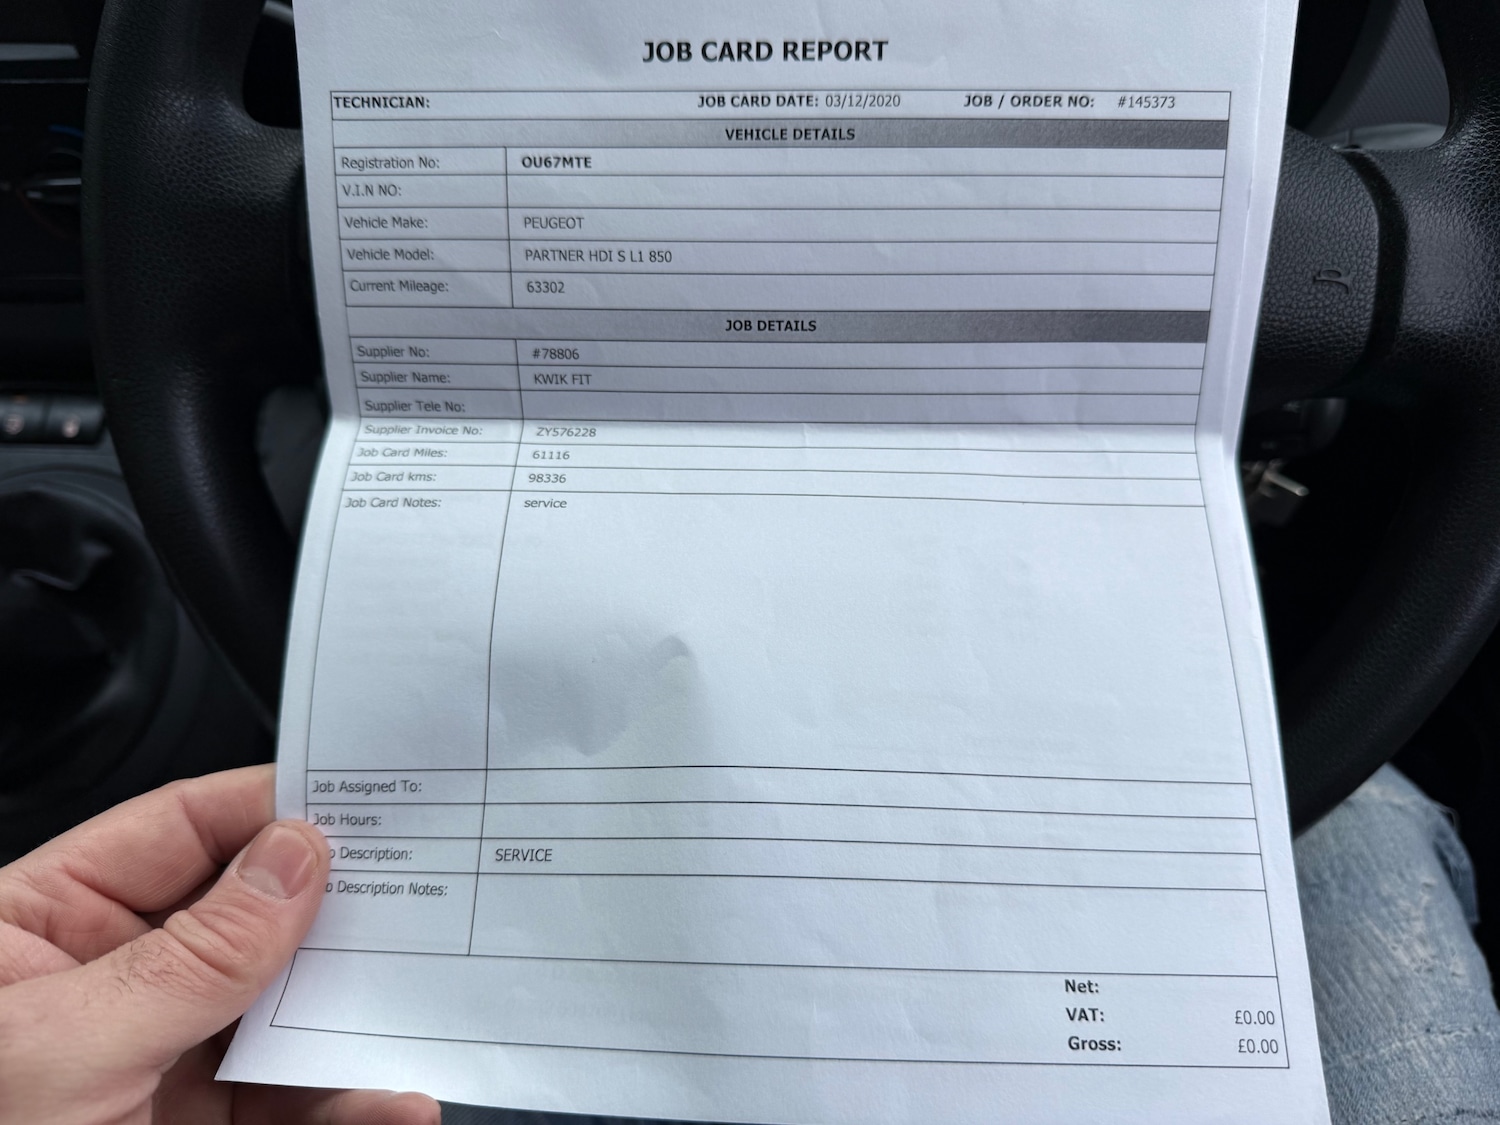 JOB CARD REPORT
TECHNICIAN: JOB CARD DATE: 03/12/2020 JOB / ORDER NO: #145373
VEHICLE DETAILS
Registration No: OU67MTE
V.I.N NO:
Vehicle Make: PEUGEOT
Vehicle Model: PARTNER HDI S L1 850
Current Mileage: 63302
JOB DETAILS
Supplier No: #78806
Supplier Name: KWIK FIT
Supplier Tele No:
Supplier Invoice No: ZY576228
Job Card Miles: 61116
Job Card kms: 98336
Job Card Notes: service
Job Assigned To:
Job Hours:
b Description: SERVICE
b Description Notes:
Net:
VAT: £0.00
Gross: £0.00